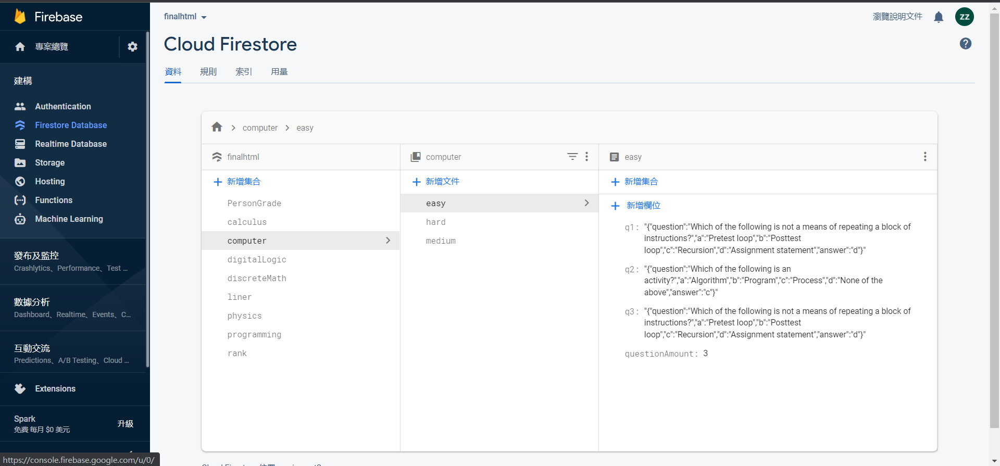 Firebase
專案總覽
建構
Authentication
Firestore Database
Realtime Database
Storage
Hosting
Functions
Machine Learning
發布及監控
Crashlytics、Performance、Test ...
數據分析
Dashboard、Realtime、Events、C...
互動交流
Predictions、A/B Testing、Cloud ...
Extensions
Spark
免費 每月 $0 美元
升級
https://console.firebase.google.com/u/0/
finalhtml
瀏覽說明文件
ZZ
Cloud Firestore
資料 規則 索引 用量
computer easy
finalhtml
新增集合
PersonGrade
calculus
computer
digitalLogic
discreteMath
liner
physics
programming
rank
computer
新增文件
easy
hard
medium
easy
新增集合
新增欄位
q1: "{"question":"Which of the following is not a means of repeating a block of
instructions?","a":"Pretest loop","b":"Posttest
loop","c":"Recursion","d":"Assignment statement","answer":"d"}"
q2: "{"question":"Which of the following is an
activity?","a":"Algorithm","b":"Program","c":"Process","d":"None of the
above","answer":"c"}"
q3: "{"question":"Which of the following is not a means of repeating a block of
instructions?","a":"Pretest loop","b":"Posttest
loop","c":"Recursion","d":"Assignment statement","answer":"d"}"
questionAmount: 3